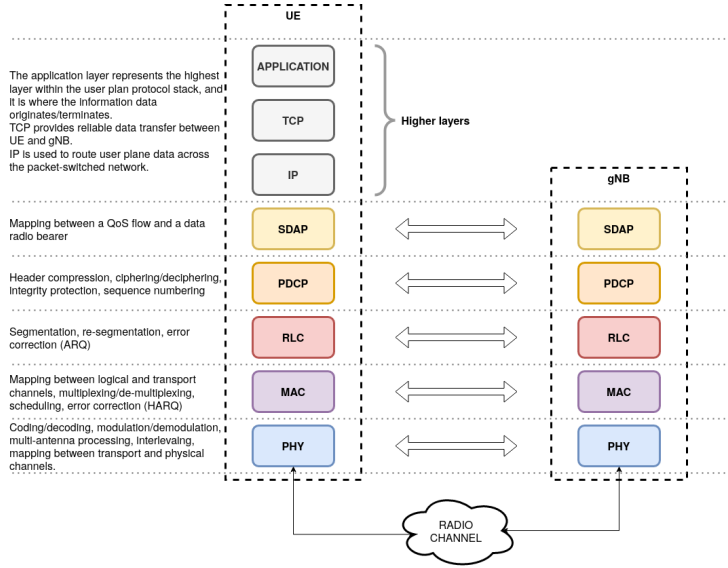 UE
The application layer represents the highest
layer within the user plan protocol stack, and
it is where the information data
originates/terminates.
TCP provides reliable data transfer between
UE and gNB.
IP is used to route user plane data across
the packet-switched network.
APPLICATION
TCP
IP
Higher layers
gNB
Mapping between a QoS flow and a data
radio bearer
SDAP
SDAP
Header compression, ciphering/deciphering,
integrity protection, sequence numbering
PDCP
PDCP
Segmentation, re-segmentation, error
correction (ARQ)
RLC
RLC
Mapping between logical and transport
channels, multiplexing/de-multiplexing,
scheduling, error correction (HARQ)
MAC
MAC
Coding/decoding, modulation/demodulation,
multi-antenna processing, Interlevaing,
mapping between transport and physical
channels.
PHY
PHY
RADIO
CHANNEL